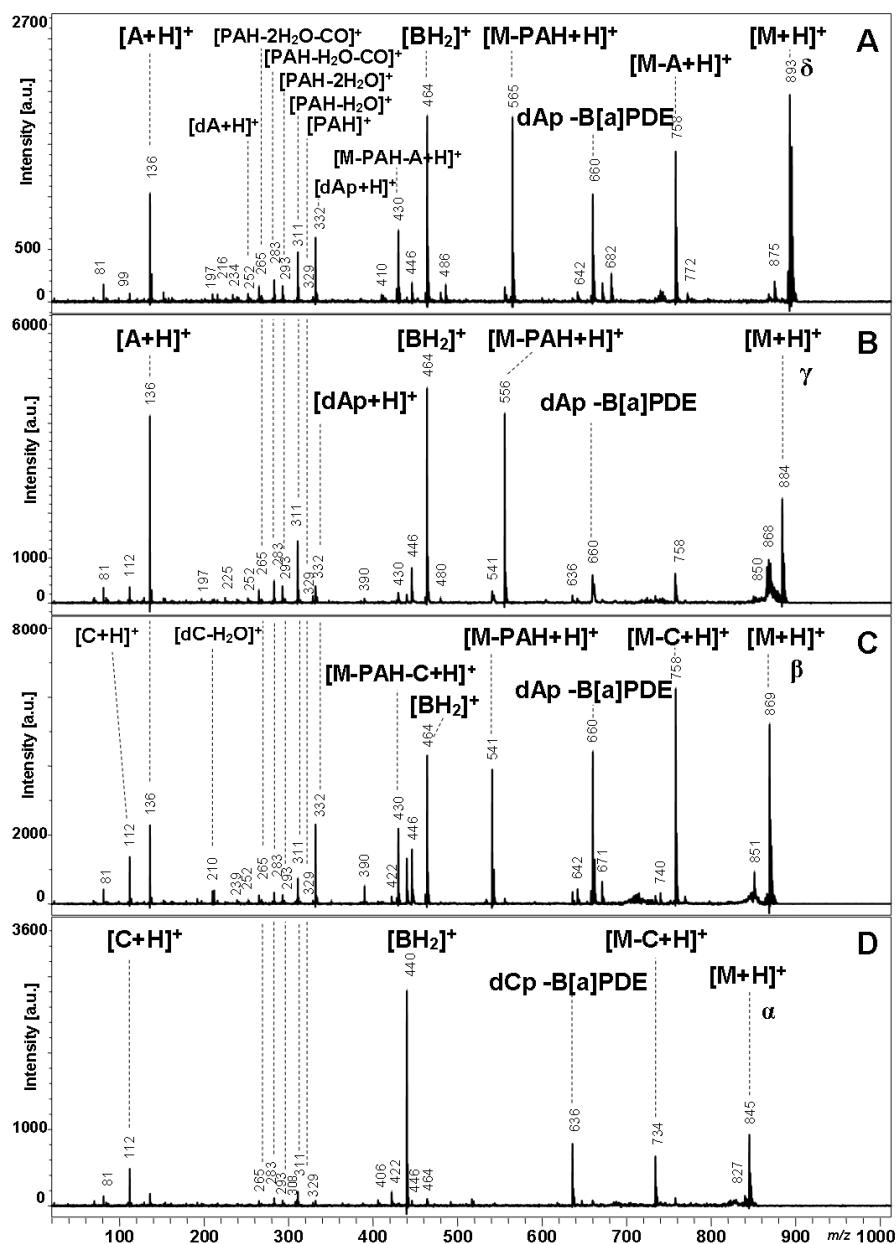 2700
[A+H]⁺
[PAH-2H₂O-CO]⁺
[BH₂]⁺
[M-PAH+H]⁺
[M+H]⁺
A
[PAH-H₂O-CO]⁺
[PAH-2H₂O]⁺
[PAH-H₂O]⁺
[dA+H]⁺
[PAH]⁺
[M-PAH-A+H]⁺
[dAp+H]⁺
[M-A+H]⁺
dAp -B[a]PDE
δ
Intensity [a.u.]
500
0
81
99
136
197
216
234
252
265
283
293
311
329
332
410
430
446
464
486
565
642
660
682
758
772
875
893
6000
[A+H]⁺
[BH₂]⁺
[M-PAH+H]⁺
[M+H]⁺
B
[dAp+H]⁺
dAp -B[a]PDE
γ
Intensity [a.u.]
1000
0
81
112
136
197
225
252
265
283
293
311
329
332
390
430
446
464
480
541
556
636
660
758
850
868
884
8000
[C+H]⁺
[dC-H₂O]⁺
[M-PAH+H]⁺
[M-C+H]⁺
[M+H]⁺
C
[M-PAH-C+H]⁺
dAp -B[a]PDE
β
[BH₂]⁺
Intensity [a.u.]
2000
0
81
112
136
210
239
252
265
283
293
311
329
332
390
422
430
446
464
541
642
660
671
740
758
851
869
3600
[C+H]⁺
[BH₂]⁺
[M-C+H]⁺
D
dCp -B[a]PDE
[M+H]⁺
α
Intensity [a.u.]
1000
0
81
112
265
283
293
311
329
406
422
440
446
464
636
734
827
845
100 200 300 400 500 600 700 800 m/z 900 1000